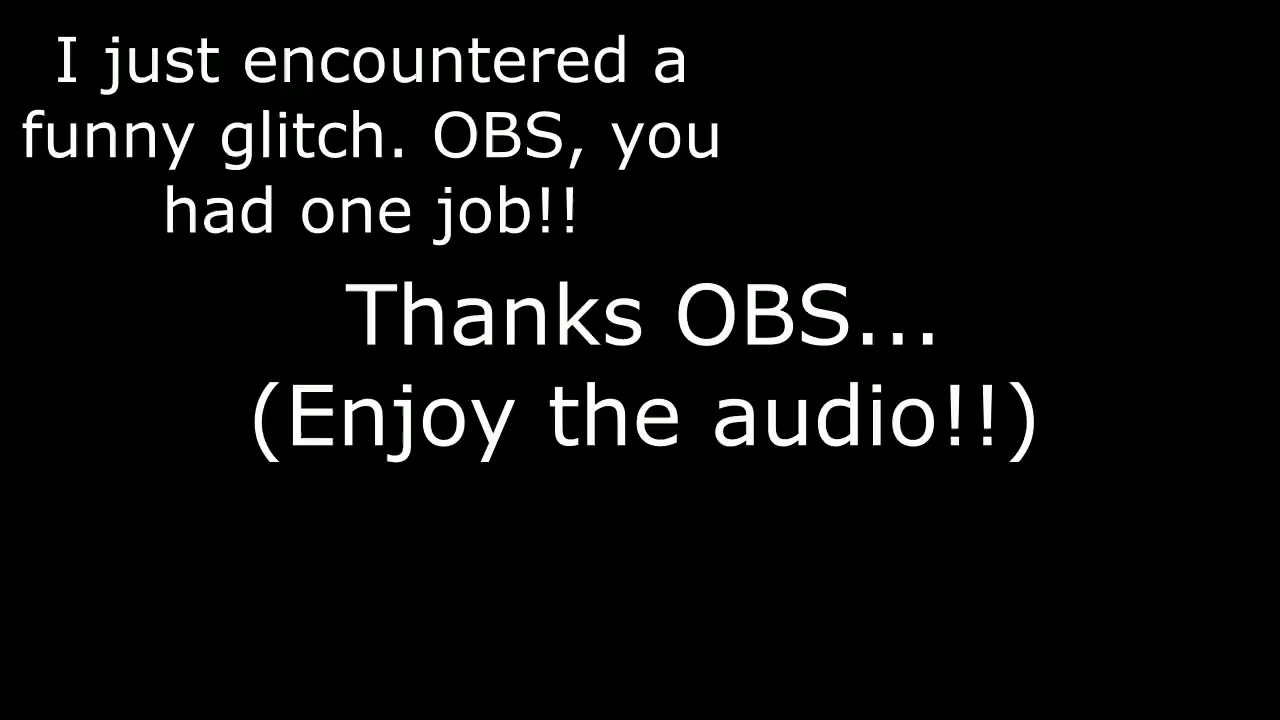 I just encountered a
funny glitch. OBS, you
had one job!!
Thanks OBS...
(Enjoy the audio!!)